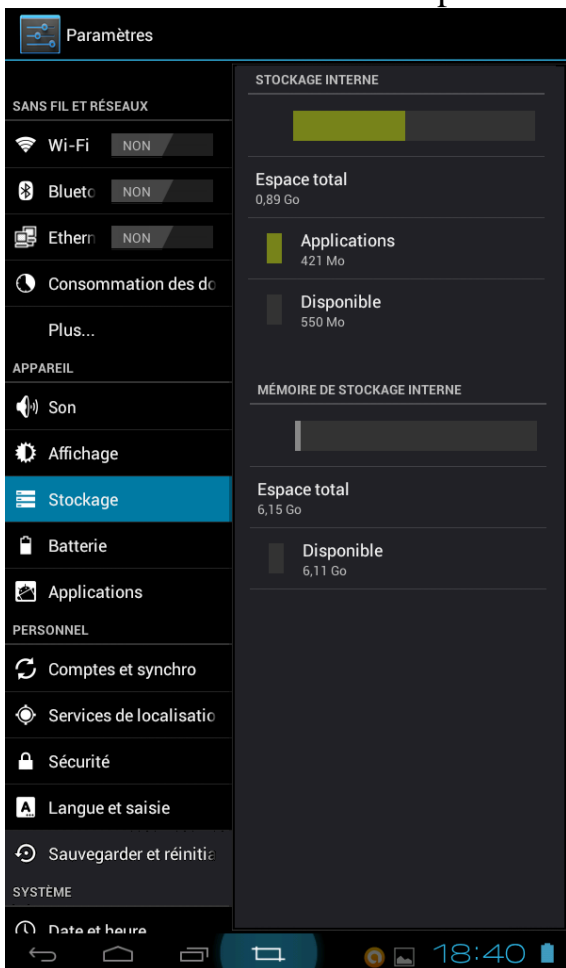 Paramètres
SANS FIL ET RÉSEAUX
Wi-Fi NON
Blueto NON
Ethern NON
Consommation des do
Plus...
APPAREIL
Son
Affichage
Stockage
Batterie
Applications
PERSONNEL
Comptes et synchro
Services de localisatio
Sécurité
Langue et saisie
Sauvegarder et réinitia
SYSTÈME
Date et heure
STOCKAGE INTERNE
Espace total
0,89 Go
Applications
421 Mo
Disponible
550 Mo
MÉMOIRE DE STOCKAGE INTERNE
Espace total
6,15 Go
Disponible
6,11 Go
18:40